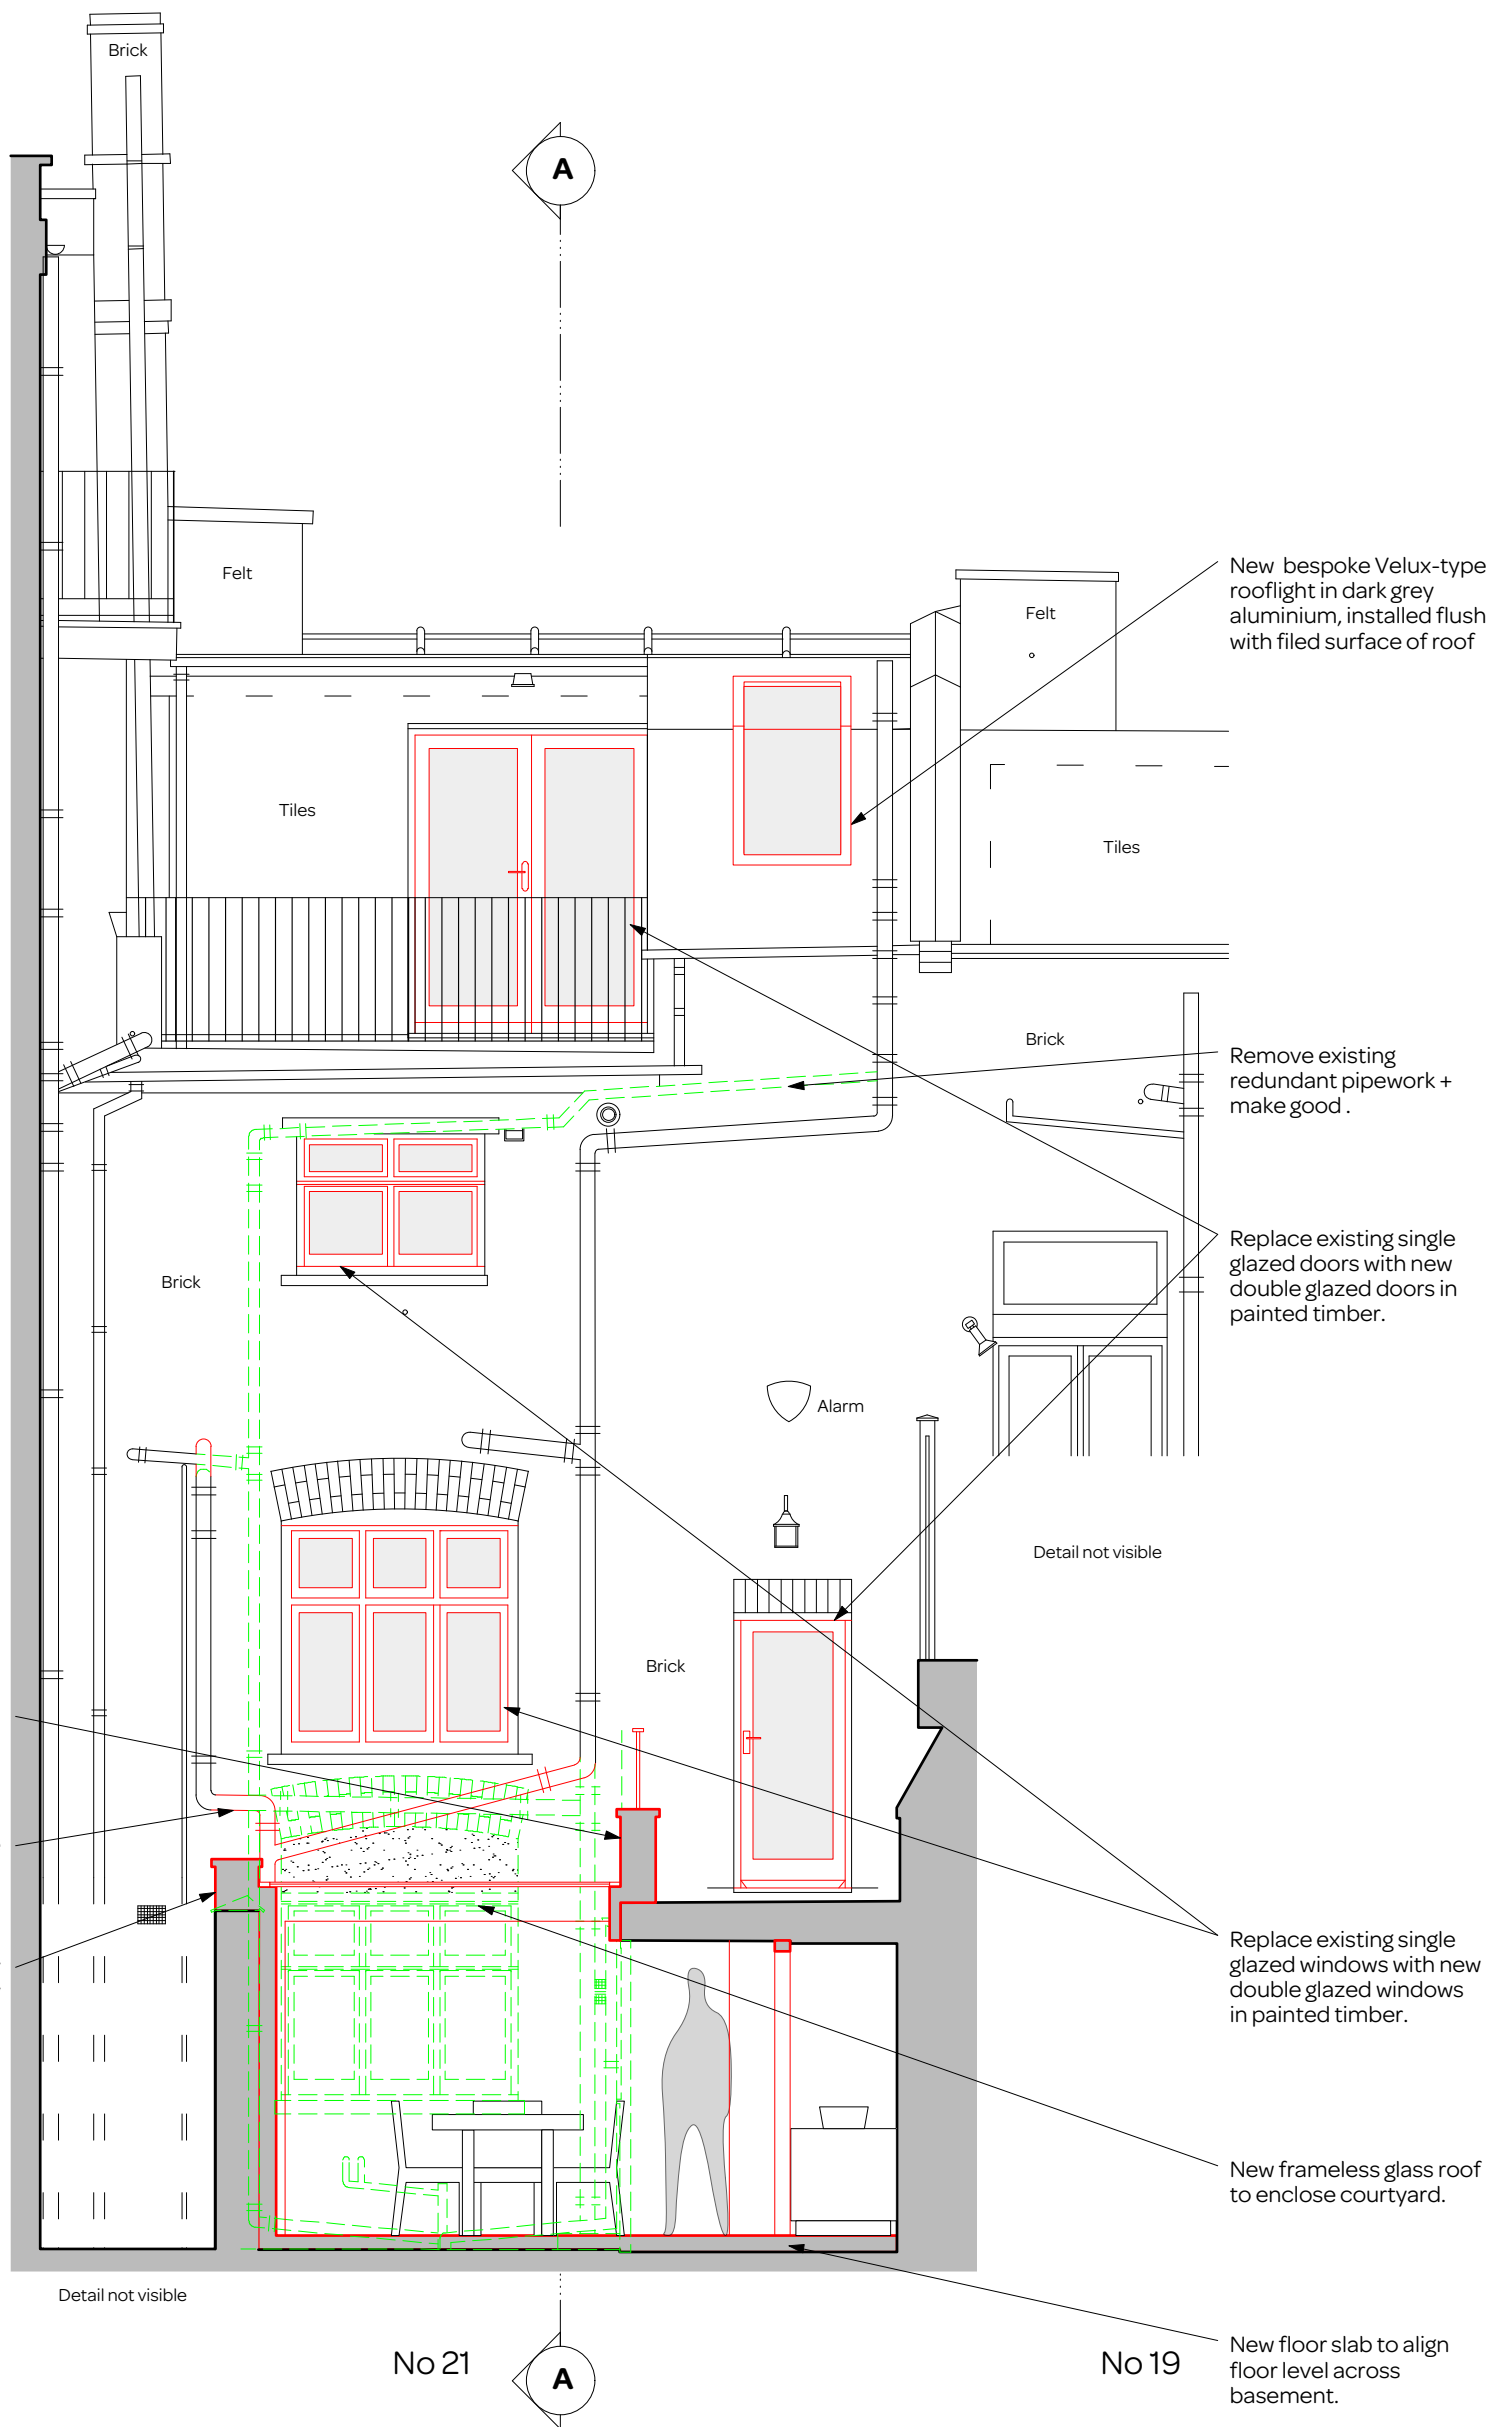 Brick
A
Felt
New bespoke Velux-type
rooflight in dark grey
aluminium, installed flush
with filed surface of roof
Felt
Tiles
Tiles
Brick
Remove existing
redundant pipework +
make good .
Replace existing single
glazed doors with new
double glazed doors in
painted timber.
Brick
Alarm
Detail not visible
Brick
Replace existing single
glazed windows with new
double glazed windows
in painted timber.
New frameless glass roof
to enclose courtyard.
Detail not visible
No 21
A
No 19
New floor slab to align
floor level across
basement.